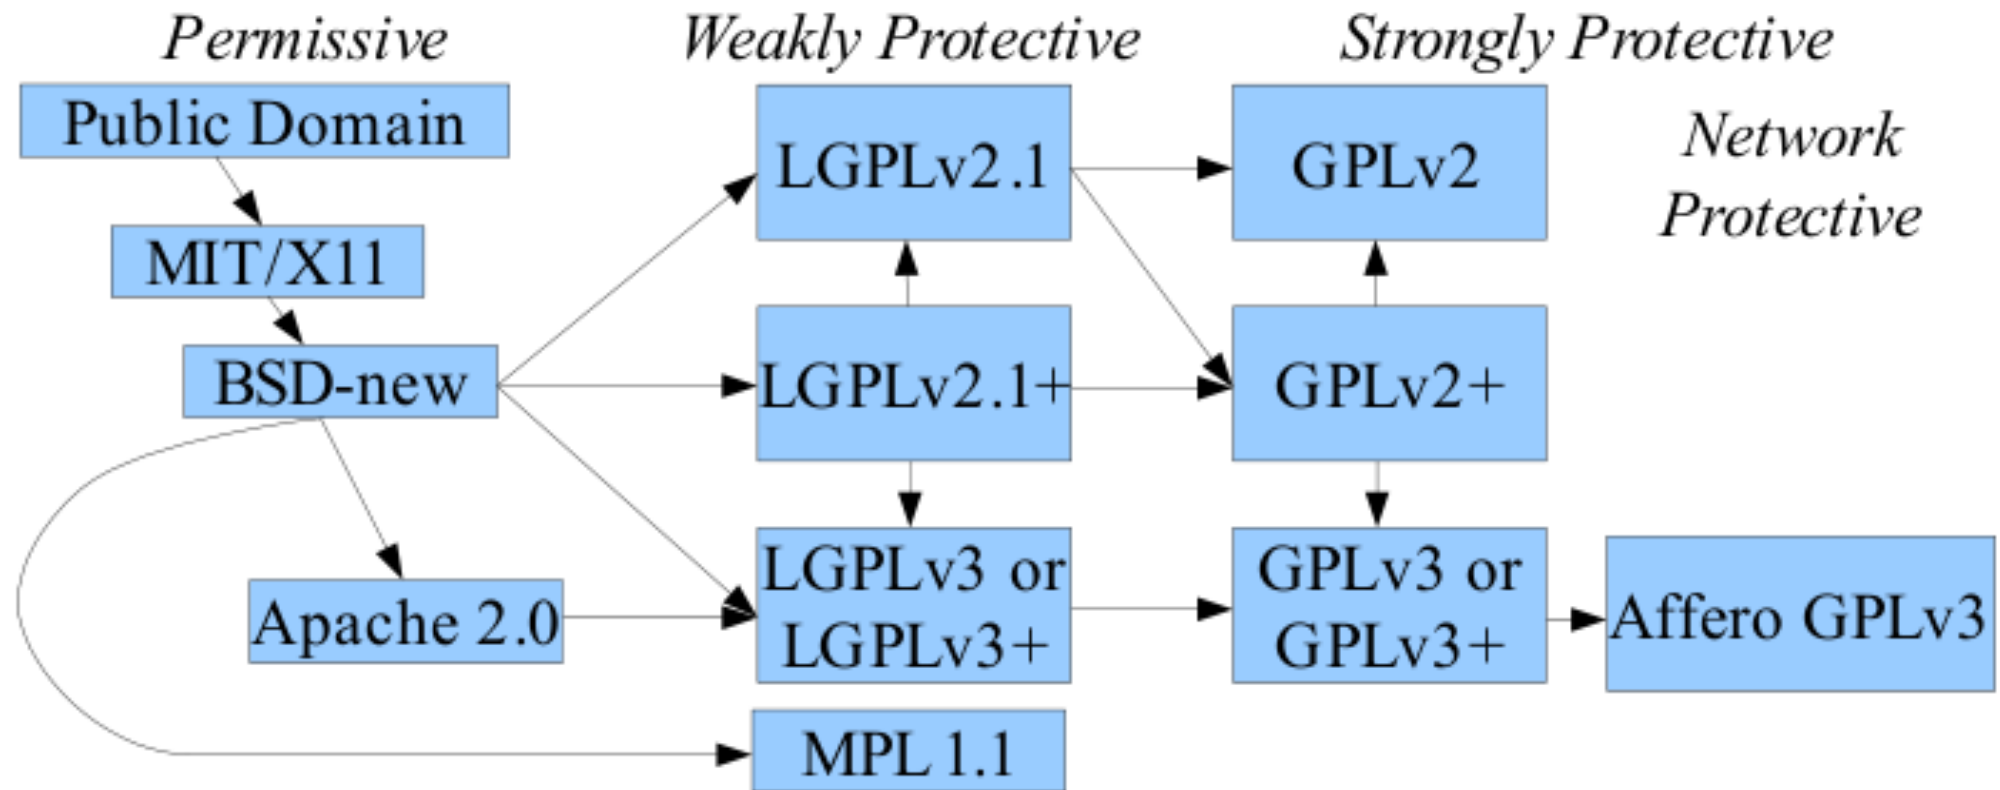 Permissive
Weakly Protective
Strongly Protective
Public Domain
LGPLv2.1
GPLv2
Network
Protective
MIT/X11
BSD-new
LGPLv2.1+
GPLv2+
Apache 2.0
LGPLv3 or
LGPLv3+
GPLv3 or
GPLv3+
Affero GPLv3
MPL 1.1